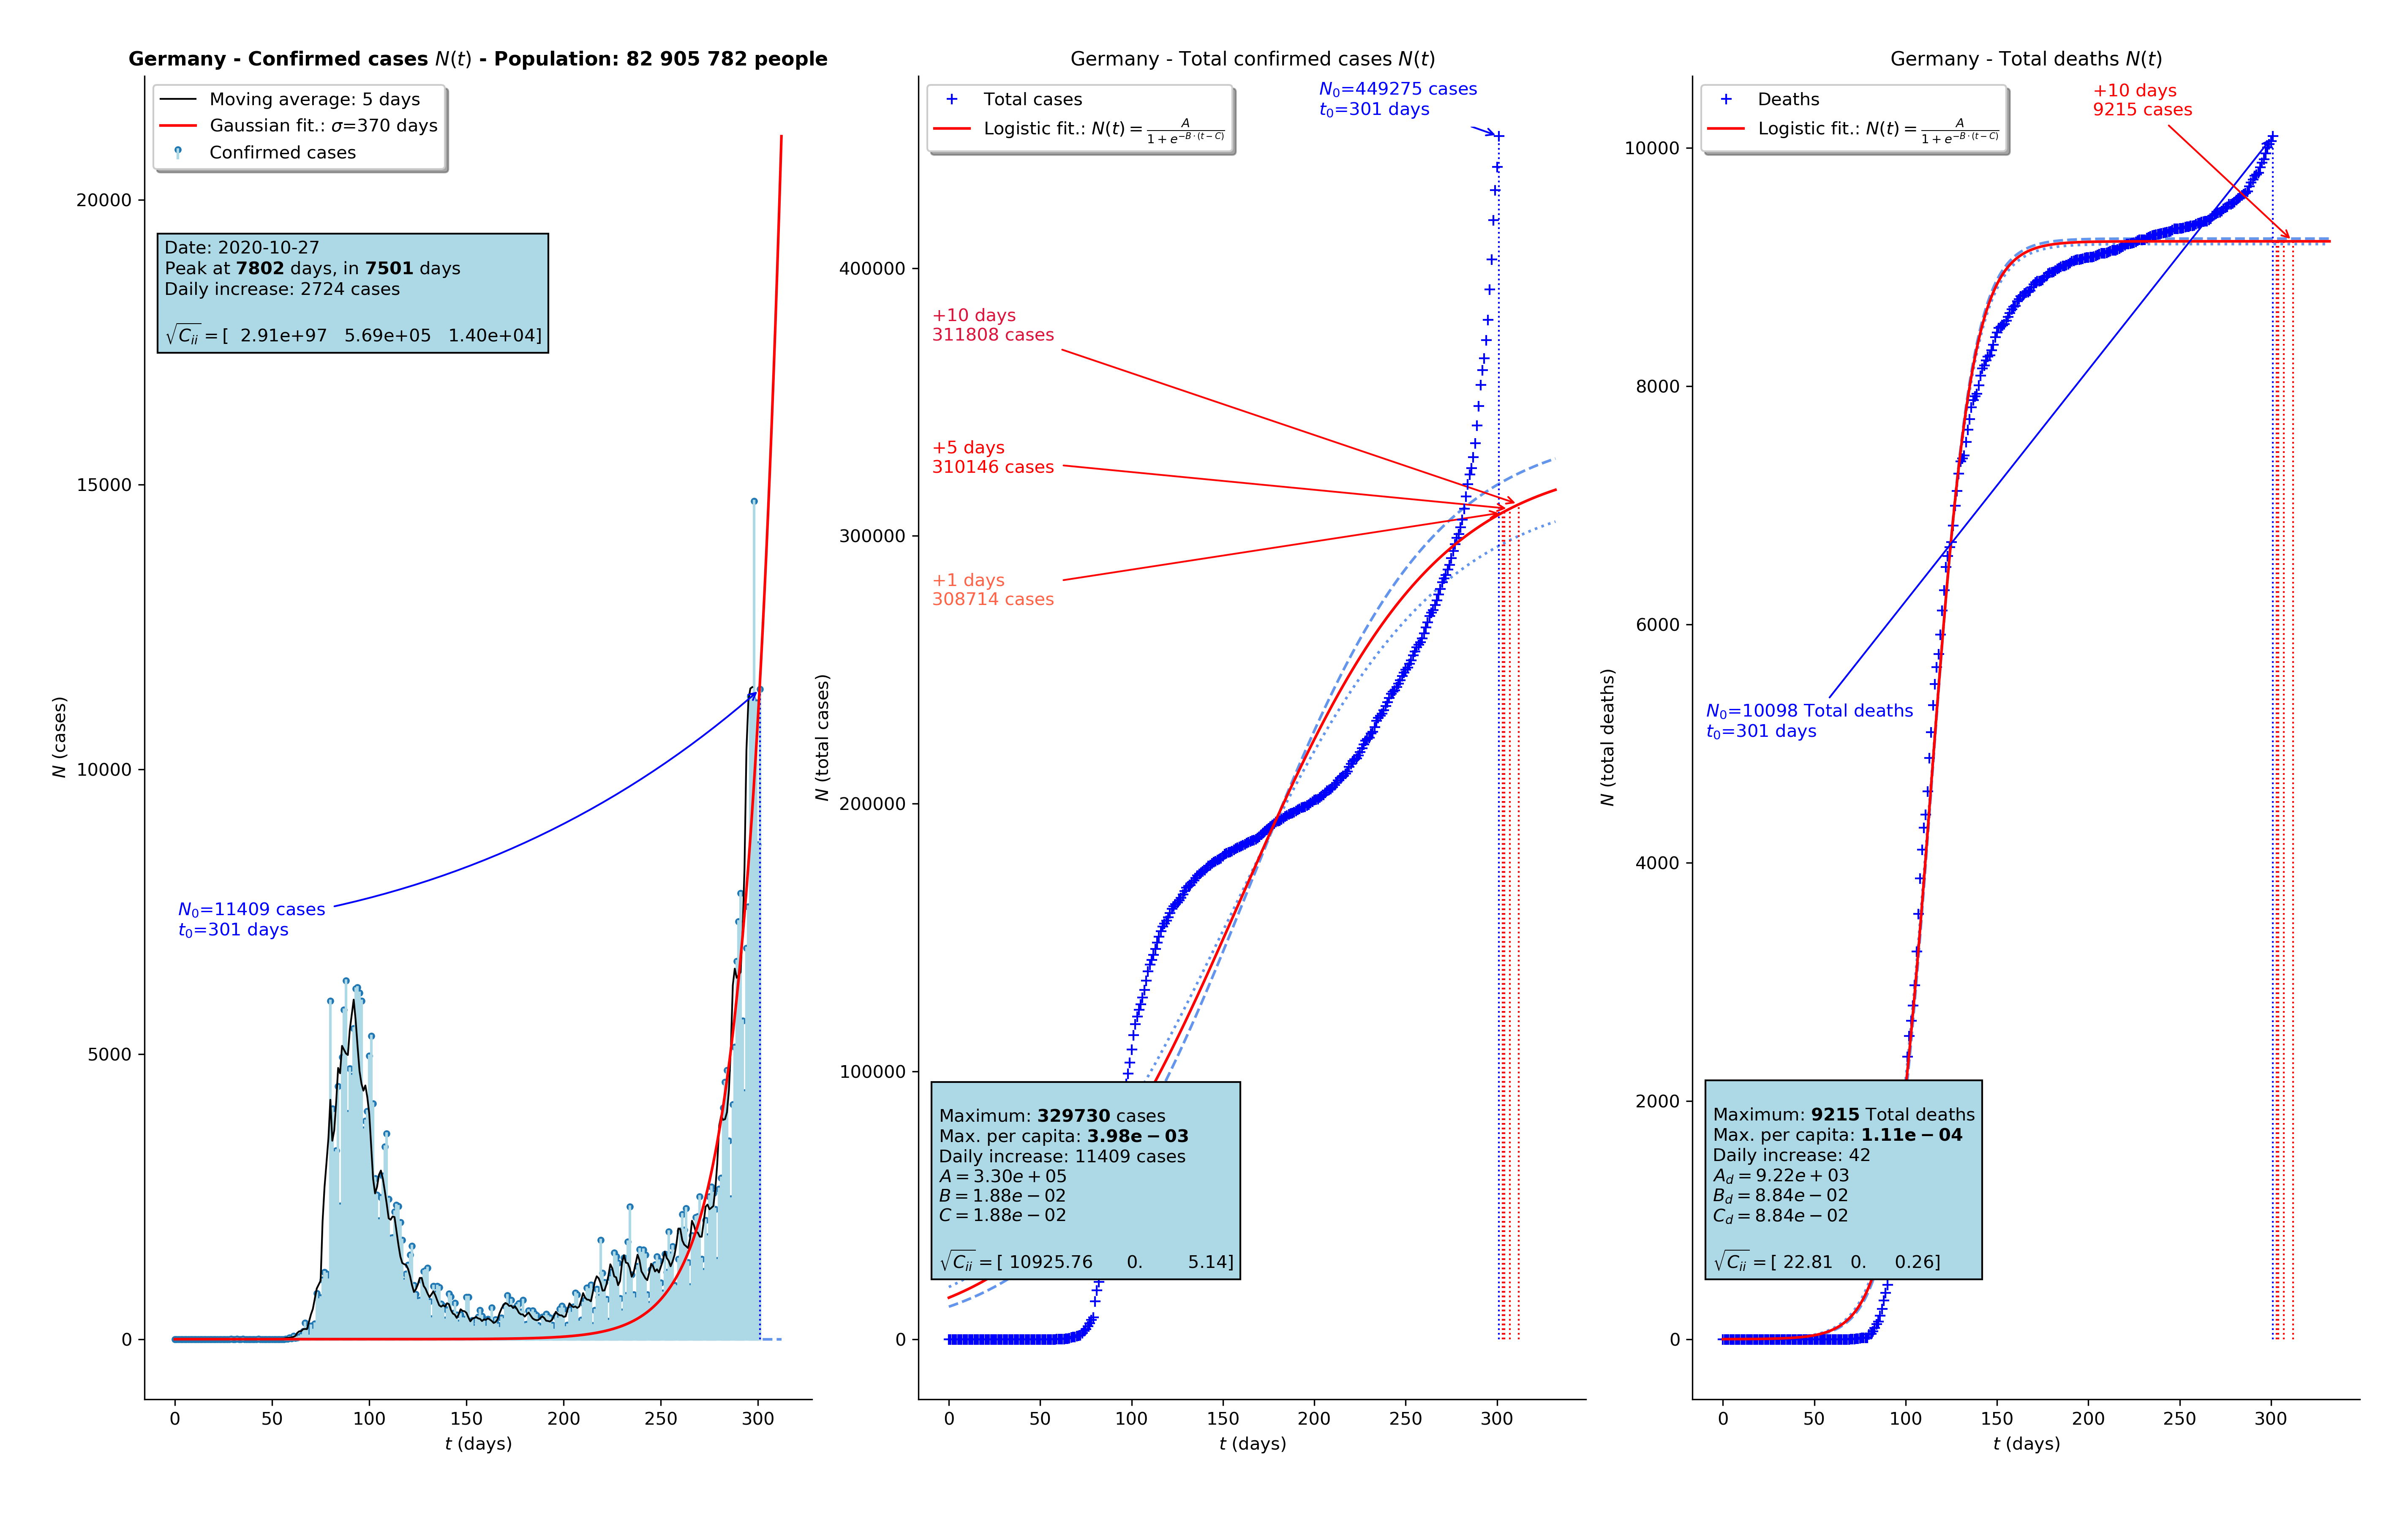 Germany - Confirmed cases N(t) - Population: 82 905 782 people
Moving average: 5 days
Gaussian fit.: σ=370 days
Confirmed cases
Date: 2020-10-27
Peak at 7802 days, in 7501 days
Daily increase: 2724 cases
√C_ii = [ 2.91e+97 5.69e+05 1.40e+04]
N₀=11409 cases
t₀=301 days
N (cases)
20000
15000
10000
5000
0
0 50 100 150 200 250 300
t (days)
Germany - Total confirmed cases N(t)
Total cases
Logistic fit.: N(t) = A / (1 + e^(−B·(t−C)))
N₀=449275 cases
t₀=301 days
+10 days
311808 cases
+5 days
310146 cases
+1 days
308714 cases
Maximum: 329730 cases
Max. per capita: 3.98e − 03
Daily increase: 11409 cases
A = 3.30e + 05
B = 1.88e − 02
C = 1.88e − 02
√C_ii = [ 10925.76 0. 5.14]
N (total cases)
400000
300000
200000
100000
0
0 50 100 150 200 250 300
t (days)
Germany - Total deaths N(t)
Deaths
Logistic fit.: N(t) = A / (1 + e^(−B·(t−C)))
+10 days
9215 cases
N₀=10098 Total deaths
t₀=301 days
Maximum: 9215 Total deaths
Max. per capita: 1.11e − 04
Daily increase: 42
A_d = 9.22e + 03
B_d = 8.84e − 02
C_d = 8.84e − 02
√C_ii = [ 22.81 0. 0.26]
N (total deaths)
10000
8000
6000
4000
2000
0
0 50 100 150 200 250 300
t (days)